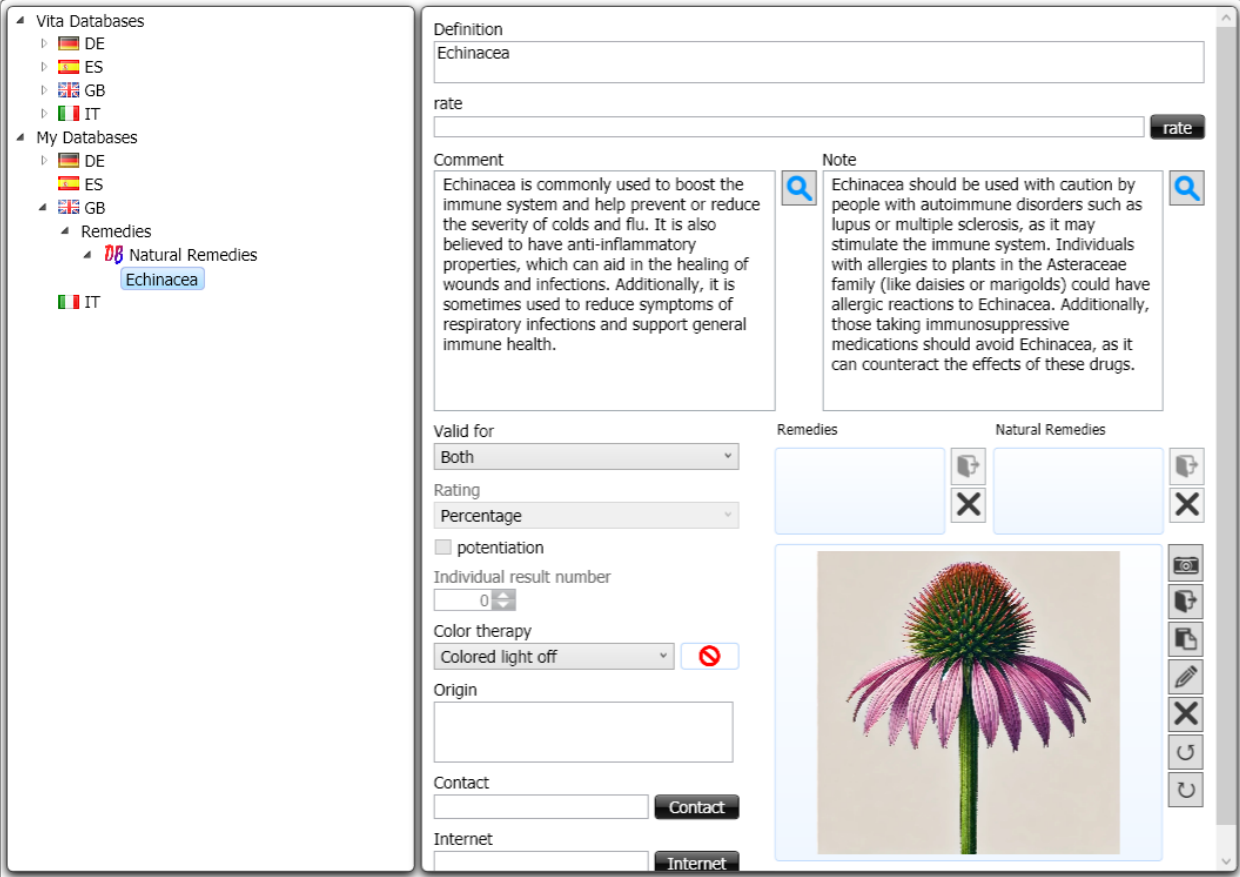 Vita Databases
DE
ES
GB
IT
My Databases
DE
ES
GB
Remedies
DB Natural Remedies
Echinacea
IT
Definition
Echinacea
rate
rate
Comment
Echinacea is commonly used to boost the
immune system and help prevent or reduce
the severity of colds and flu. It is also
believed to have anti-inflammatory
properties, which can aid in the healing of
wounds and infections. Additionally, it is
sometimes used to reduce symptoms of
respiratory infections and support general
immune health.
Note
Echinacea should be used with caution by
people with autoimmune disorders such as
lupus or multiple sclerosis, as it may
stimulate the immune system. Individuals
with allergies to plants in the Asteraceae
family (like daisies or marigolds) could have
allergic reactions to Echinacea. Additionally,
those taking immunosuppressive
medications should avoid Echinacea, as it
can counteract the effects of these drugs.
Valid for
Both
Rating
Percentage
potentiation
Individual result number
0
Color therapy
Colored light off
Origin
Contact
Contact
Internet
Internet
Remedies
Natural Remedies